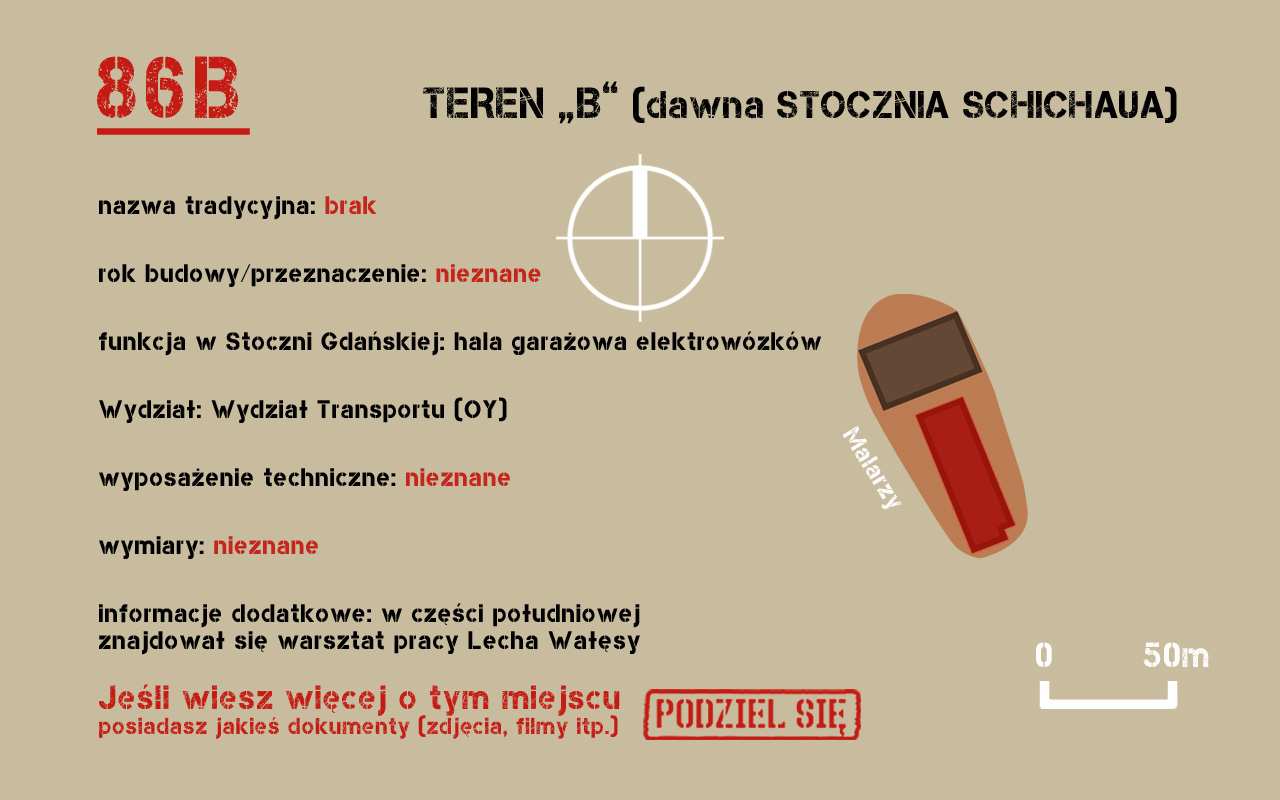 86B
TEREN „B“ (dawna STOCZNIA SCHICHAUA)
nazwa tradycyjna: brak
rok budowy/przeznaczenie: nieznane
funkcja w Stoczni Gdańskiej: hala garażowa elektrowózków
Wydział: Wydział Transportu (OY)
Malarzy
wyposażenie techniczne: nieznane
wymiary: nieznane
informacje dodatkowe: w części południowej
znajdował się warsztat pracy Lecha Wałęsy
0 50m
Jeśli wiesz więcej o tym miejscu
posiadasz jakieś dokumenty (zdjęcia, filmy itp.)
PODZIEL SIĘ